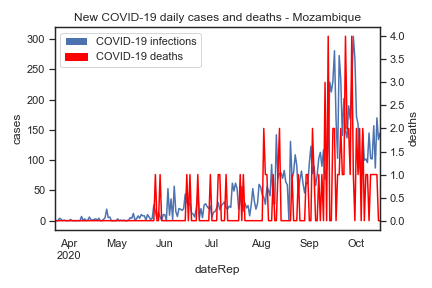 New COVID-19 daily cases and deaths - Mozambique
COVID-19 infections
COVID-19 deaths
300
250
200
150
100
50
0
cases
4.0
3.5
3.0
2.5
2.0
1.5
1.0
0.5
0.0
deaths
Apr May Jun Jul Aug Sep Oct
2020
dateRep